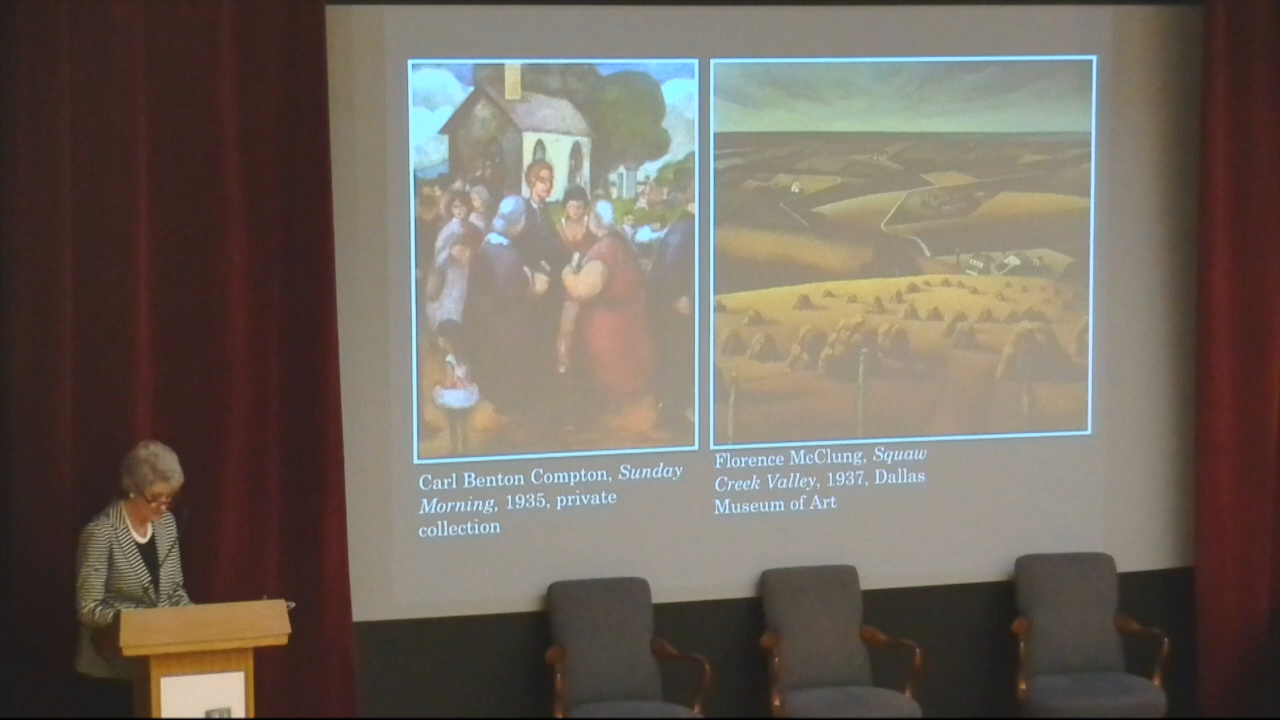 Carl Benton Compton, Sunday
Morning, 1935, private
collection
Florence McClung, Squaw
Creek Valley, 1937, Dallas
Museum of Art